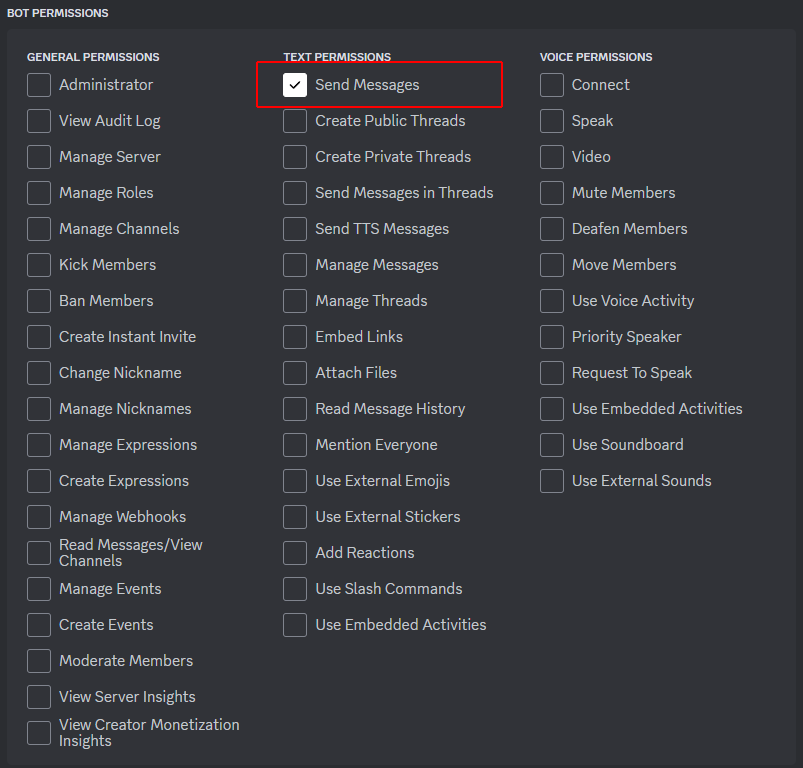 BOT PERMISSIONS
GENERAL PERMISSIONS
Administrator
View Audit Log
Manage Server
Manage Roles
Manage Channels
Kick Members
Ban Members
Create Instant Invite
Change Nickname
Manage Nicknames
Manage Expressions
Create Expressions
Manage Webhooks
Read Messages/View
Channels
Manage Events
Create Events
Moderate Members
View Server Insights
View Creator Monetization
Insights
TEXT PERMISSIONS
Send Messages
Create Public Threads
Create Private Threads
Send Messages in Threads
Send TTS Messages
Manage Messages
Manage Threads
Embed Links
Attach Files
Read Message History
Mention Everyone
Use External Emojis
Use External Stickers
Add Reactions
Use Slash Commands
Use Embedded Activities
VOICE PERMISSIONS
Connect
Speak
Video
Mute Members
Deafen Members
Move Members
Use Voice Activity
Priority Speaker
Request To Speak
Use Embedded Activities
Use Soundboard
Use External Sounds